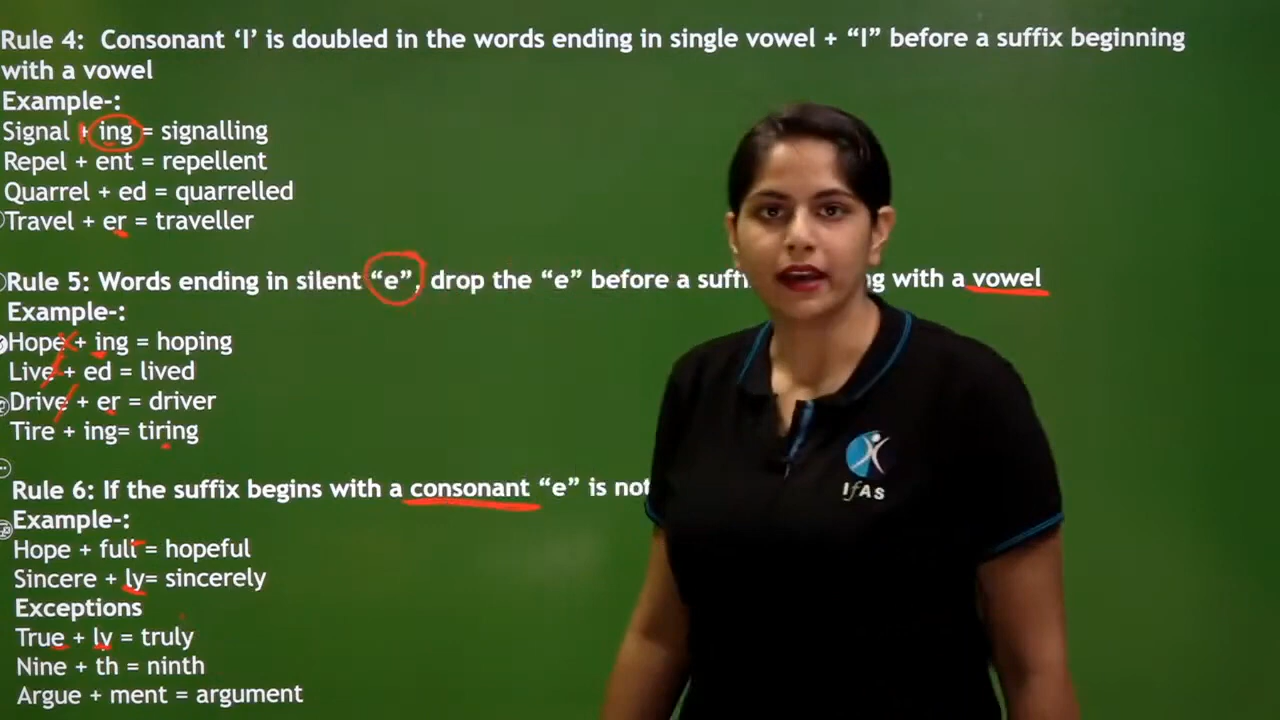 Rule 4: Consonant ‘l’ is doubled in the words ending in single vowel + “l” before a suffix beginning
with a vowel
Example-:
Signal + ing = signalling
Repel + ent = repellent
Quarrel + ed = quarrelled
Travel + er = traveller
Rule 5: Words ending in silent “e”, drop the “e” before a with a vowel
Example-:
Hope + ing = hoping
Live + ed = lived
Drive + er = driver
Tire + ing= tiring
Rule 6: If the suffix begins with a consonant “e” is not
Example-:
Hope + full = hopeful
Sincere + ly= sincerely
Exceptions
True + ly = truly
Nine + th = ninth
Argue + ment = argument
IFAS